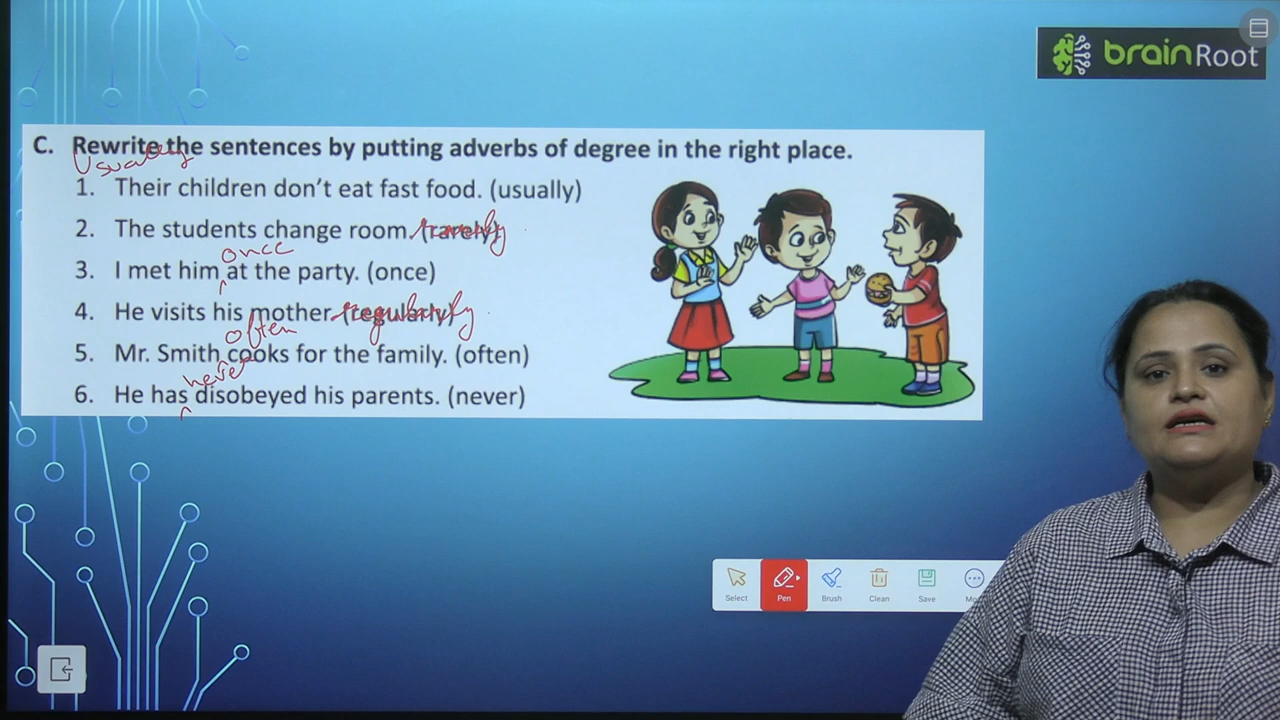 brainRoot
C. Rewrite the sentences by putting adverbs of degree in the right place.
Usually
1. Their children don't eat fast food. (usually)
2. The students change room. (rarely) rarely
once
3. I met him at the party. (once)
4. He visits his mother. (regularly) regularly
often
5. Mr. Smith cooks for the family. (often)
never
6. He has disobeyed his parents. (never)
Select
Pen
Brush
Clean
Save